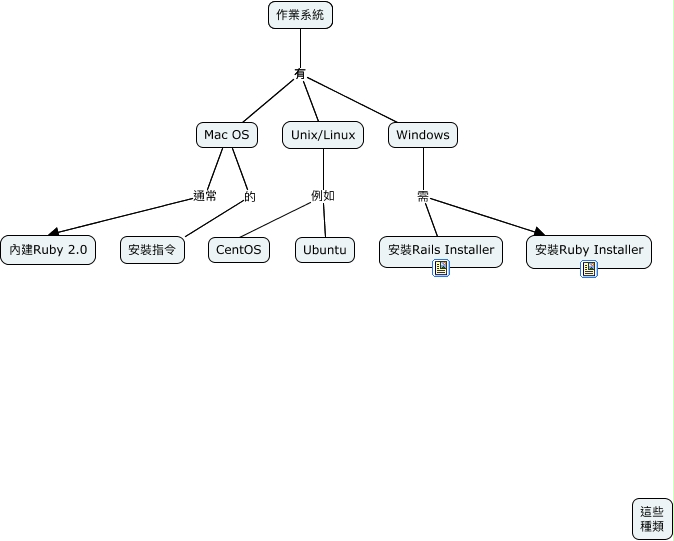 作業系統
有
Mac OS
Unix/Linux
Windows
通常
的
例如
需
內建Ruby 2.0
安裝指令
CentOS
Ubuntu
安裝Rails Installer
安裝Ruby Installer
這些
種類